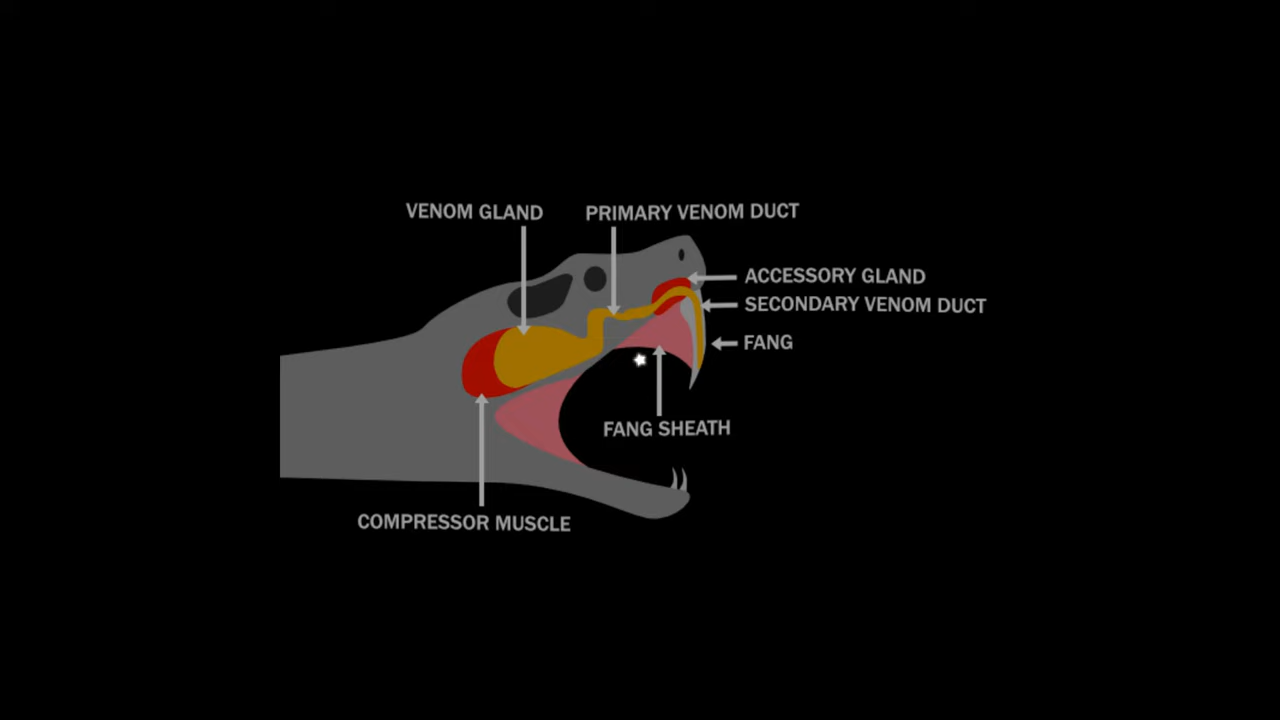 VENOM GLAND
PRIMARY VENOM DUCT
ACCESSORY GLAND
SECONDARY VENOM DUCT
FANG
FANG SHEATH
COMPRESSOR MUSCLE